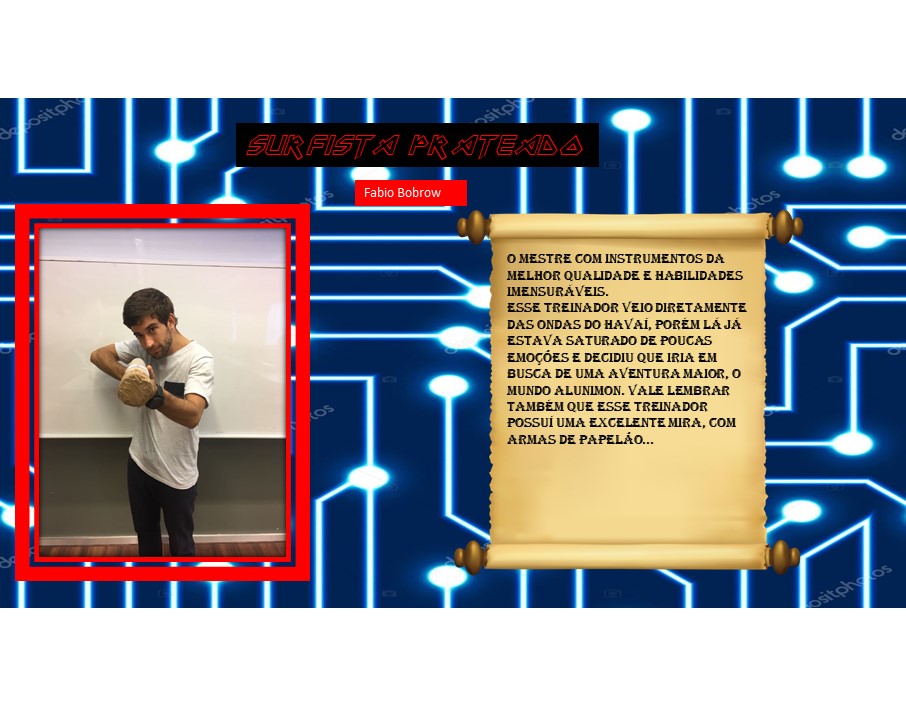 SURFISTA PRATEADO
Fabio Bobrow
O MESTRE COM INSTRUMENTOS DA
MELHOR QUALIDADE E HABILIDADES
IMENSURÁVEIS.
ESSE TREINADOR VEIO DIRETAMENTE
DAS ONDAS DO HAVAÍ, PORÉM LÁ JÁ
ESTAVA SATURADO DE POUCAS
EMOÇÕES E DECIDIU QUE IRIA EM
BUSCA DE UMA AVENTURA MAIOR, O
MUNDO ALUNIMON. VALE LEMBRAR
TAMBÉM QUE ESSE TREINADOR
POSSUÍ UMA EXCELENTE MIRA, COM
ARMAS DE PAPELÃO...
depositphotos
depositphotos